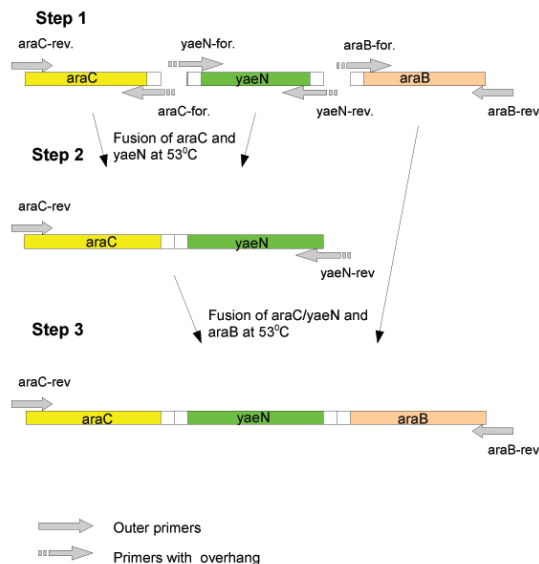 Step 1
araC-rev.
yaeN-for.
araB-for.
araC
yaeN
araB
araC-for.
yaeN-rev.
araB-rev
Fusion of araC and
yaeN at 53⁰C
Step 2
araC-rev
araC
yaeN
yaeN-rev
Fusion of araC/yaeN and
araB at 53⁰C
Step 3
araC-rev
araC
yaeN
araB
araB-rev
Outer primers
Primers with overhang